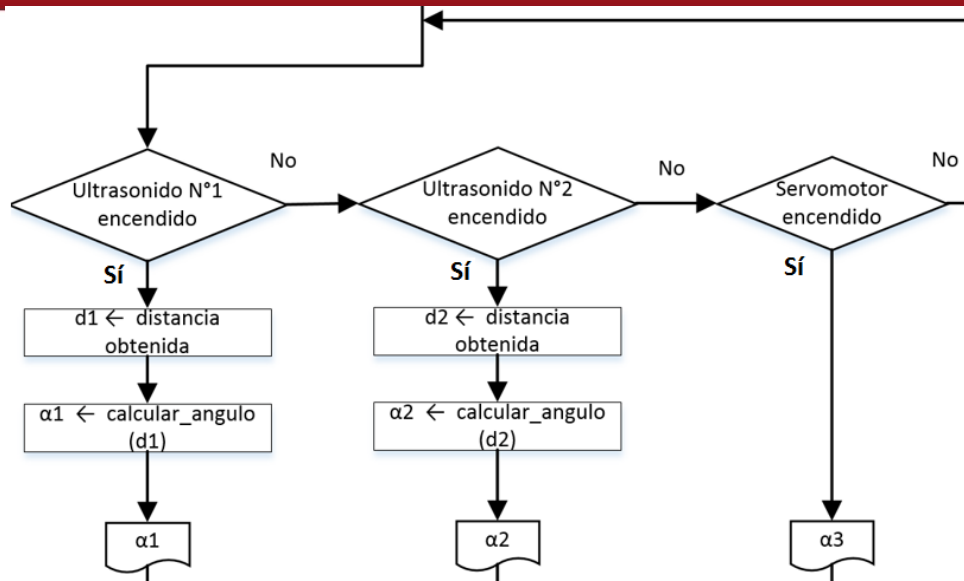 No
Ultrasonido N°1
encendido
No
Ultrasonido N°2
encendido
No
Servomotor
encendido
Sí
Sí
Sí
d1 ← distancia
obtenida
d2 ← distancia
obtenida
α1 ← calcular_angulo
(d1)
α2 ← calcular_angulo
(d2)
α1
α2
α3